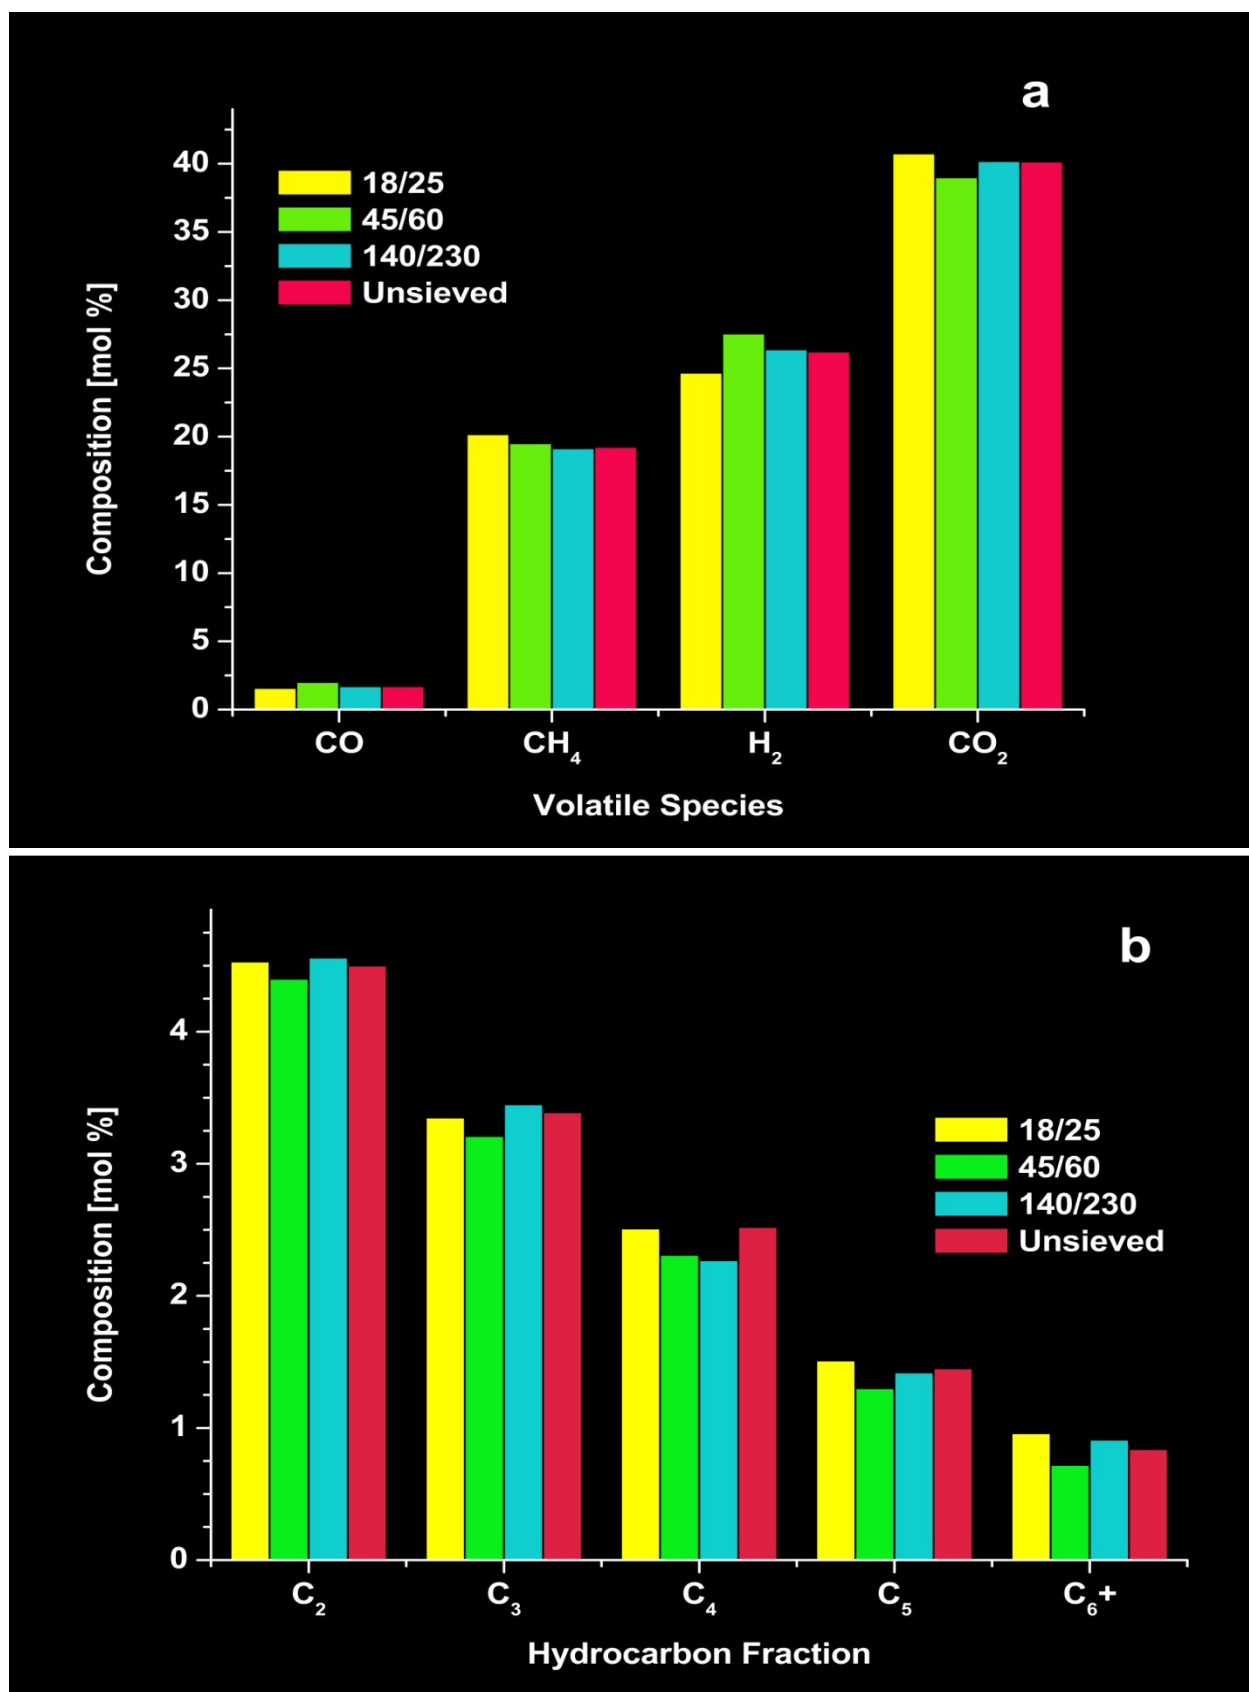 a
40
35
30
25
20
15
10
5
0
Composition [mol %]
18/25
45/60
140/230
Unsieved
CO
CH₄
H₂
CO₂
Volatile Species
b
4
3
2
1
0
Composition [mol %]
18/25
45/60
140/230
Unsieved
C₂
C₃
C₄
C₅
C₆+
Hydrocarbon Fraction